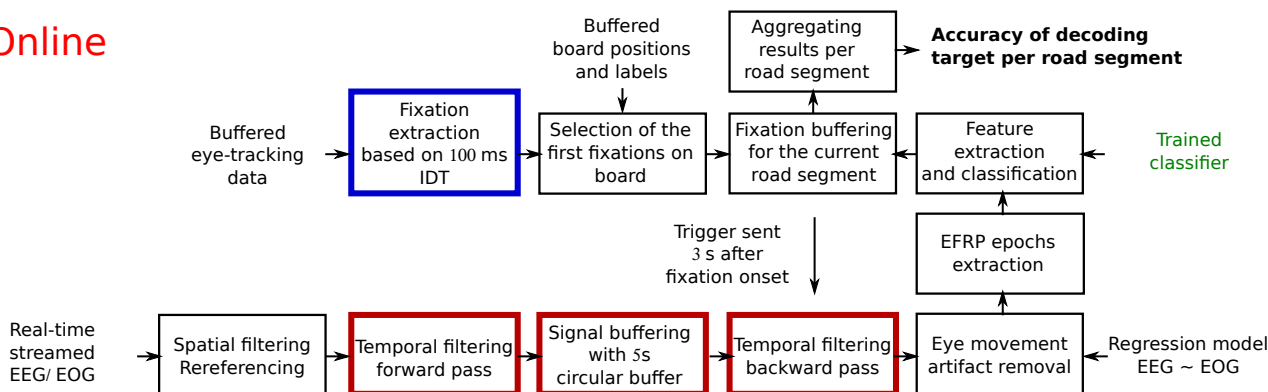 Online
Buffered
board positions
and labels
Aggregating
results per
road segment
Accuracy of decoding
target per road segment
Buffered
eye-tracking
data
Fixation
extraction
based on 100 ms
IDT
Selection of the
first fixations on
board
Fixation buffering
for the current
road segment
Feature
extraction
and classification
Trained
classifier
Trigger sent
3 s after
fixation onset
EFRP epochs
extraction
Real-time
streamed
EEG/ EOG
Spatial filtering
Rereferencing
Temporal filtering
forward pass
Signal buffering
with 5s
circular buffer
Temporal filtering
backward pass
Eye movement
artifact removal
Regression model
EEG ~ EOG